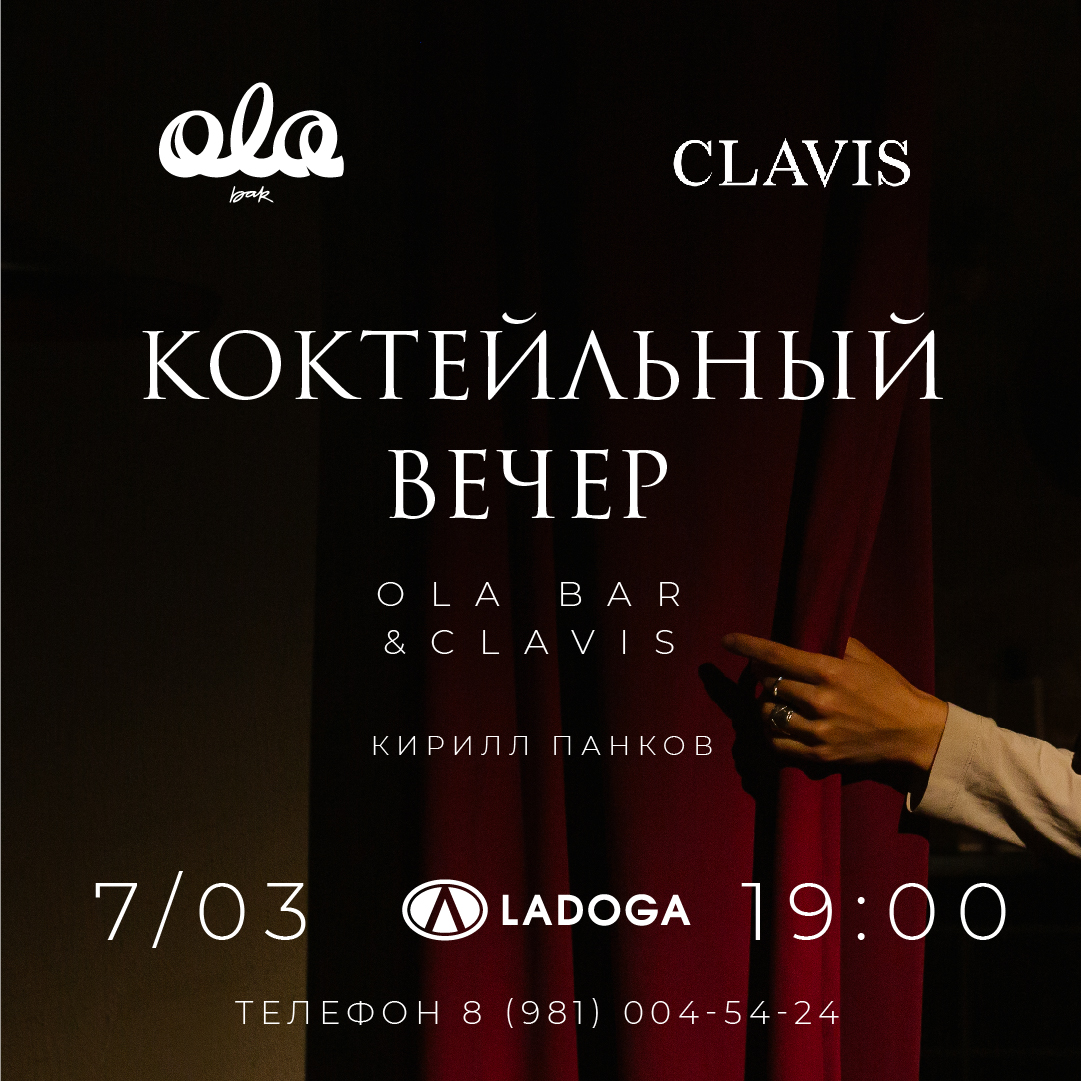 ola
bar
CLAVIS
КОКТЕЙЛЬНЫЙ
ВЕЧЕР
OLA BAR
&CLAVIS
КИРИЛЛ ПАНКОВ
7/03
LADOGA
19:00
ТЕЛЕФОН 8 (981) 004-54-24